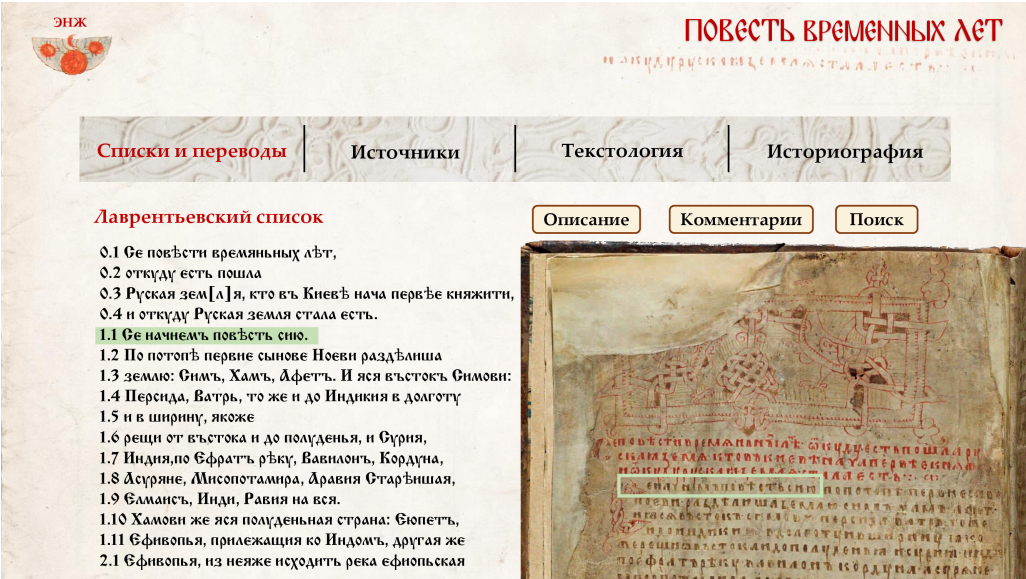 ЭНЖ
ПОВЕСТЬ ВРЕМЕННЫХ ЛЕТ
Списки и переводы
Источники
Текстология
Историография
Лаврентьевский список
Описание
Комментарии
Поиск
0.1 Се повѣсти времяньных лѣт,
0.2 откуду есть пошла
0.3 Руская зем[л]я, кто въ Киевѣ нача первѣе княжити,
0.4 и откуду Руская земля стала есть.
1.1 Се начнемъ повѣсть сию.
1.2 По потопѣ первие сынове Ноеви раздѣлиша
1.3 землю: Симъ, Хамъ, Афетъ. И яся въстокъ Симови:
1.4 Персида, Ватрь, то же и до Индикия в долготу
1.5 и в ширину, якоже
1.6 рещи от въстока и до полуденья, и Сурия,
1.7 Индия,по Ефратъ рѣку, Вавилонъ, Кордуна,
1.8 Асуряне, Мисопотамира, Аравия Старѣишая,
1.9 Елмаисъ, Инди, Равия на вся.
1.10 Хамови же яся полуденьная страна: Еюпетъ,
1.11 Ефивопья, прилежащия ко Индомъ, другая же
2.1 Ефивопья, из неяже исходить река ефиопьская